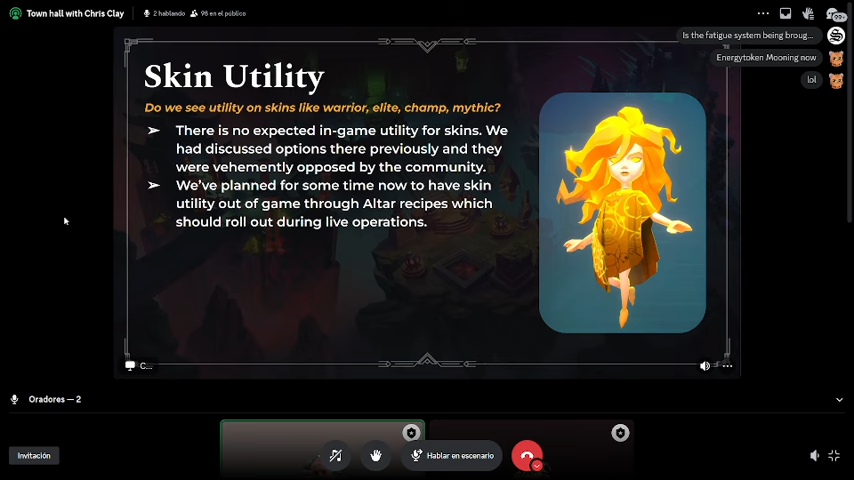 Town hall with Chris Clay
2 hablando
98 en el público
99+
Is the fatigue system being broug...
Energytoken Mooning now
lol
Skin Utility
Do we see utility on skins like warrior, elite, champ, mythic?
➢ There is no expected in-game utility for skins. We
had discussed options there previously and they
were vehemently opposed by the community.
➢ We’ve planned for some time now to have skin
utility out of game through Altar recipes which
should roll out during live operations.
C...
Oradores — 2
Invitación
Hablar en escenario